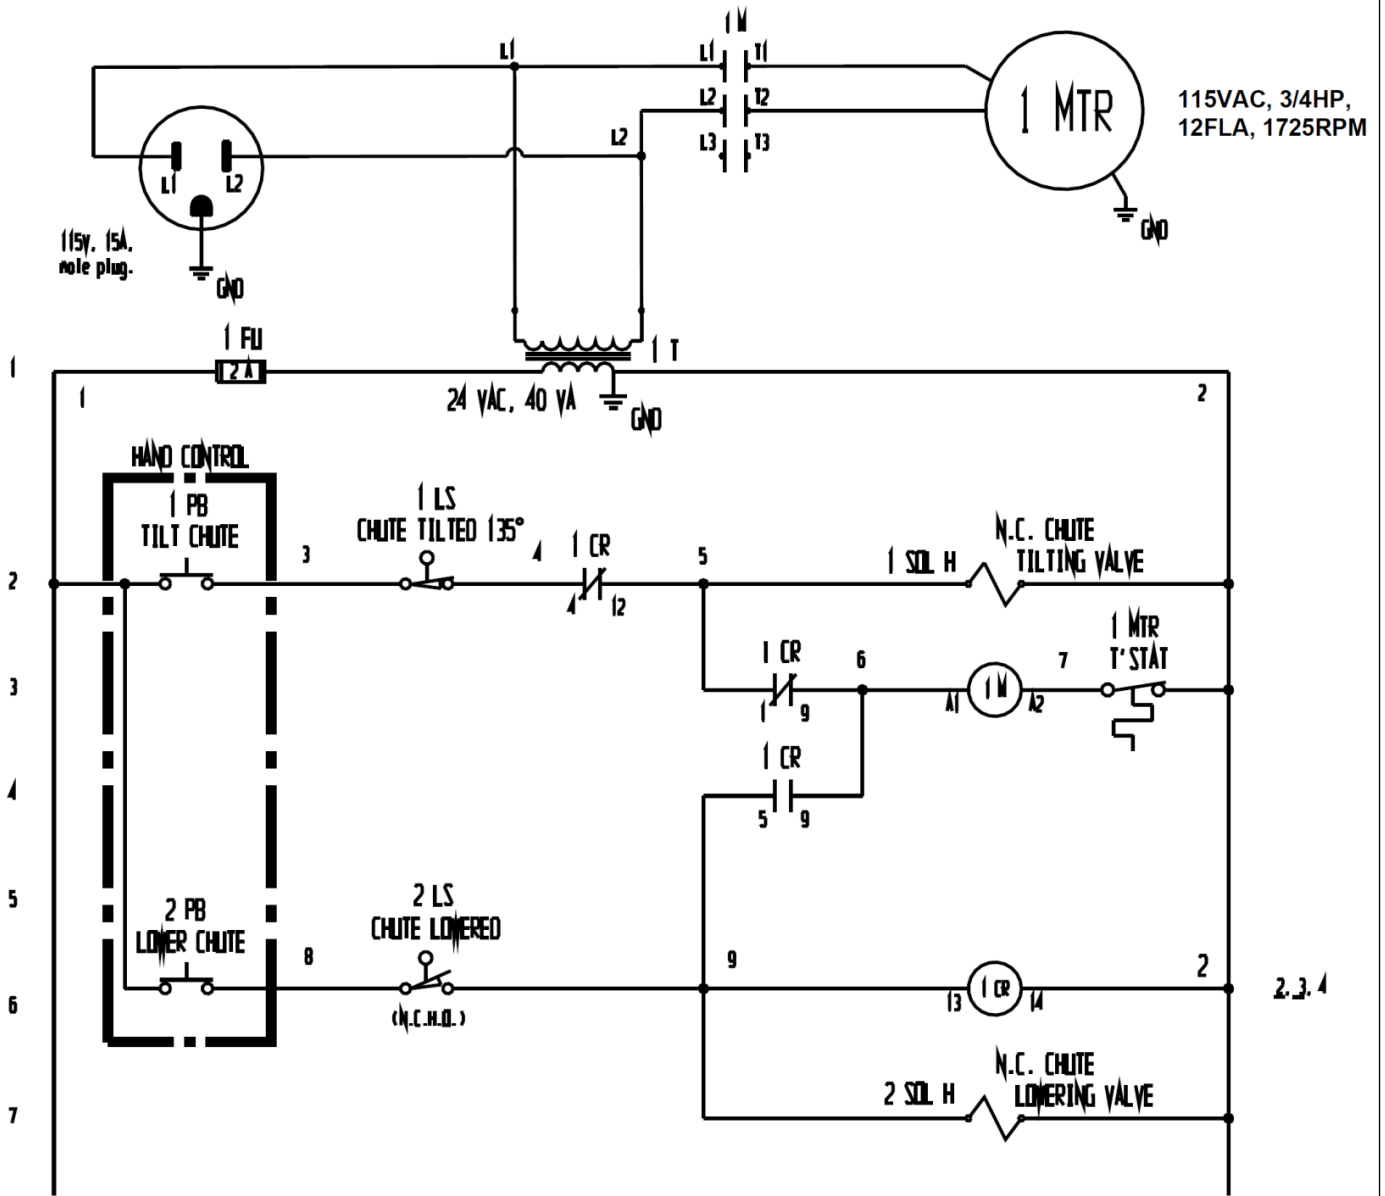 1 M
L1
L1 T1
L2 T2
L3 T3
L2
1 MTR
115VAC, 3/4HP,
12FLA, 1725RPM
GND
L1 L2
115v, 15A,
male plug.
GND
1 FU
2 A
1 T
24 VAC, 40 VA
GND
1
1
2
HAND CONTROL
1 PB
TILT CHUTE
3
1 LS
CHUTE TILTED 135°
4
1 CR
4 12
5
1 SOL H
N.C. CHUTE
TILTING VALVE
2
1 CR
1 9
6
1 M
A1 A2
7
1 MTR
T'STAT
3
1 CR
5 9
4
5
2 PB
LOWER CHUTE
8
2 LS
CHUTE LOWERED
(N.C.H.O.)
9
1 CR
13 14
2
2, 3, 4
6
2 SOL H
N.C. CHUTE
LOWERING VALVE
7